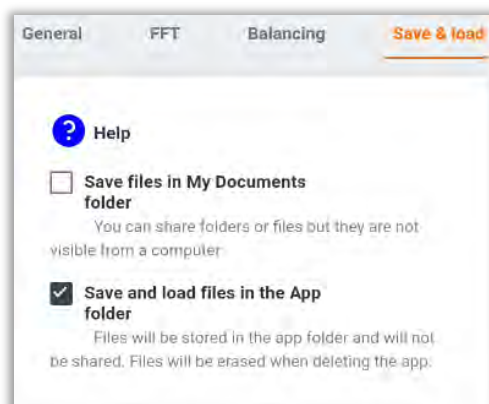 General FFT Balancing Save & load
? Help
Save files in My Documents
folder
You can share folders or files but they are not
visible from a computer
Save and load files in the App
folder
Files will be stored in the app folder and will not
be shared. Files will be erased when deleting the app.